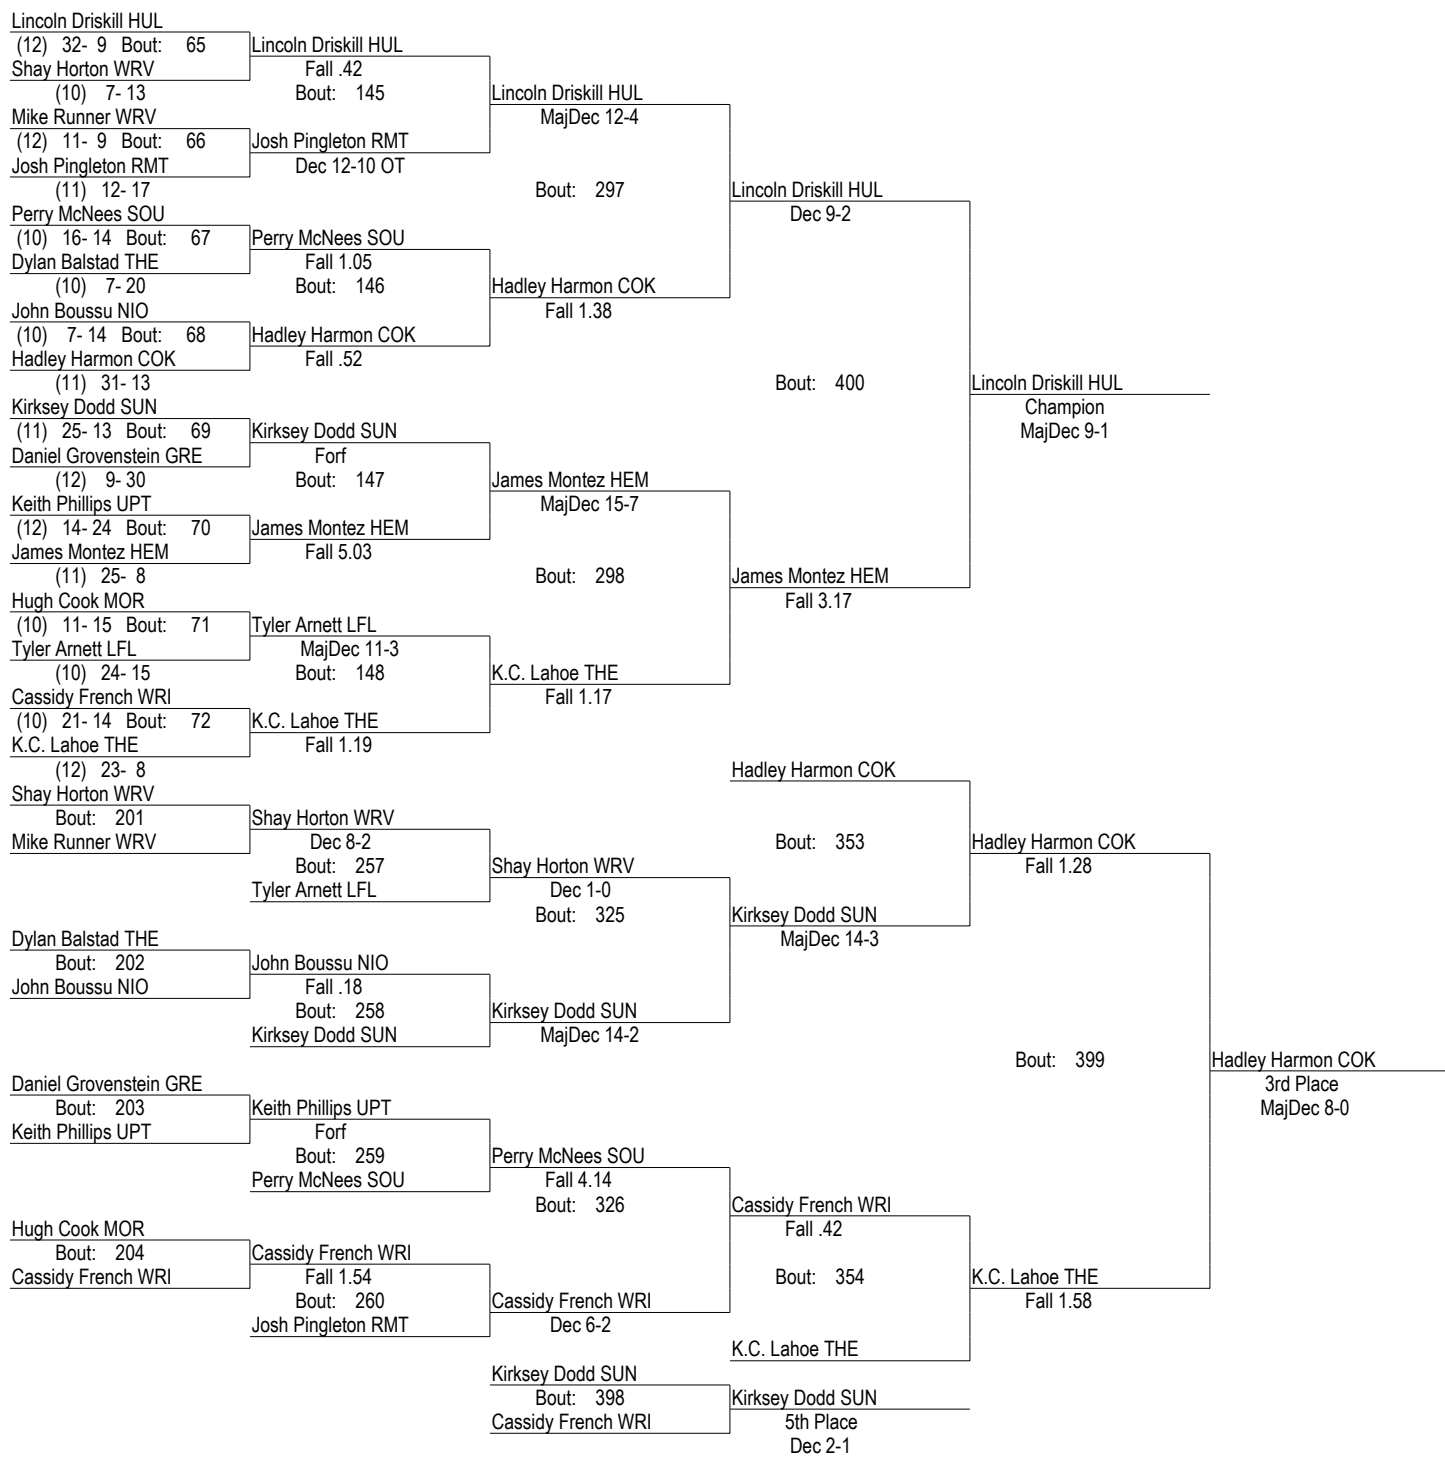 Lincoln Driskill HUL
(12) 32- 9 Bout: 65
Lincoln Driskill HUL
Shay Horton WRV
Fall .42
(10) 7- 13
Bout: 145
Lincoln Driskill HUL
Mike Runner WRV
MajDec 12-4
(12) 11- 9 Bout: 66
Josh Pingleton RMT
Josh Pingleton RMT
Dec 12-10 OT
(11) 12- 17
Bout: 297
Lincoln Driskill HUL
Perry McNees SOU
Dec 9-2
(10) 16- 14 Bout: 67
Perry McNees SOU
Dylan Balstad THE
Fall 1.05
(10) 7- 20
Bout: 146
Hadley Harmon COK
John Boussu NIO
Fall 1.38
(10) 7- 14 Bout: 68
Hadley Harmon COK
Hadley Harmon COK
Fall .52
(11) 31- 13
Bout: 400
Lincoln Driskill HUL
Kirksey Dodd SUN
Champion
(11) 25- 13 Bout: 69
Kirksey Dodd SUN
MajDec 9-1
Daniel Grovenstein GRE
Forf
(12) 9- 30
Bout: 147
James Montez HEM
Keith Phillips UPT
MajDec 15-7
(12) 14- 24 Bout: 70
James Montez HEM
James Montez HEM
Fall 5.03
(11) 25- 8
Bout: 298
James Montez HEM
Hugh Cook MOR
Fall 3.17
(10) 11- 15 Bout: 71
Tyler Arnett LFL
Tyler Arnett LFL
MajDec 11-3
(10) 24- 15
Bout: 148
K.C. Lahoe THE
Cassidy French WRI
Fall 1.17
(10) 21- 14 Bout: 72
K.C. Lahoe THE
K.C. Lahoe THE
Fall 1.19
(12) 23- 8
Hadley Harmon COK
Shay Horton WRV
Bout: 201
Shay Horton WRV
Mike Runner WRV
Dec 8-2
Bout: 353
Hadley Harmon COK
Bout: 257
Shay Horton WRV
Fall 1.28
Tyler Arnett LFL
Dec 1-0
Bout: 325
Kirksey Dodd SUN
Dylan Balstad THE
MajDec 14-3
Bout: 202
John Boussu NIO
John Boussu NIO
Fall .18
Bout: 258
Kirksey Dodd SUN
Kirksey Dodd SUN
MajDec 14-2
Bout: 399
Hadley Harmon COK
Daniel Grovenstein GRE
3rd Place
Bout: 203
Keith Phillips UPT
MajDec 8-0
Keith Phillips UPT
Forf
Bout: 259
Perry McNees SOU
Perry McNees SOU
Fall 4.14
Bout: 326
Cassidy French WRI
Hugh Cook MOR
Fall .42
Bout: 204
Cassidy French WRI
Cassidy French WRI
Fall 1.54
Bout: 354
K.C. Lahoe THE
Bout: 260
Cassidy French WRI
Fall 1.58
Josh Pingleton RMT
Dec 6-2
K.C. Lahoe THE
Kirksey Dodd SUN
Bout: 398
Kirksey Dodd SUN
Cassidy French WRI
5th Place
Dec 2-1